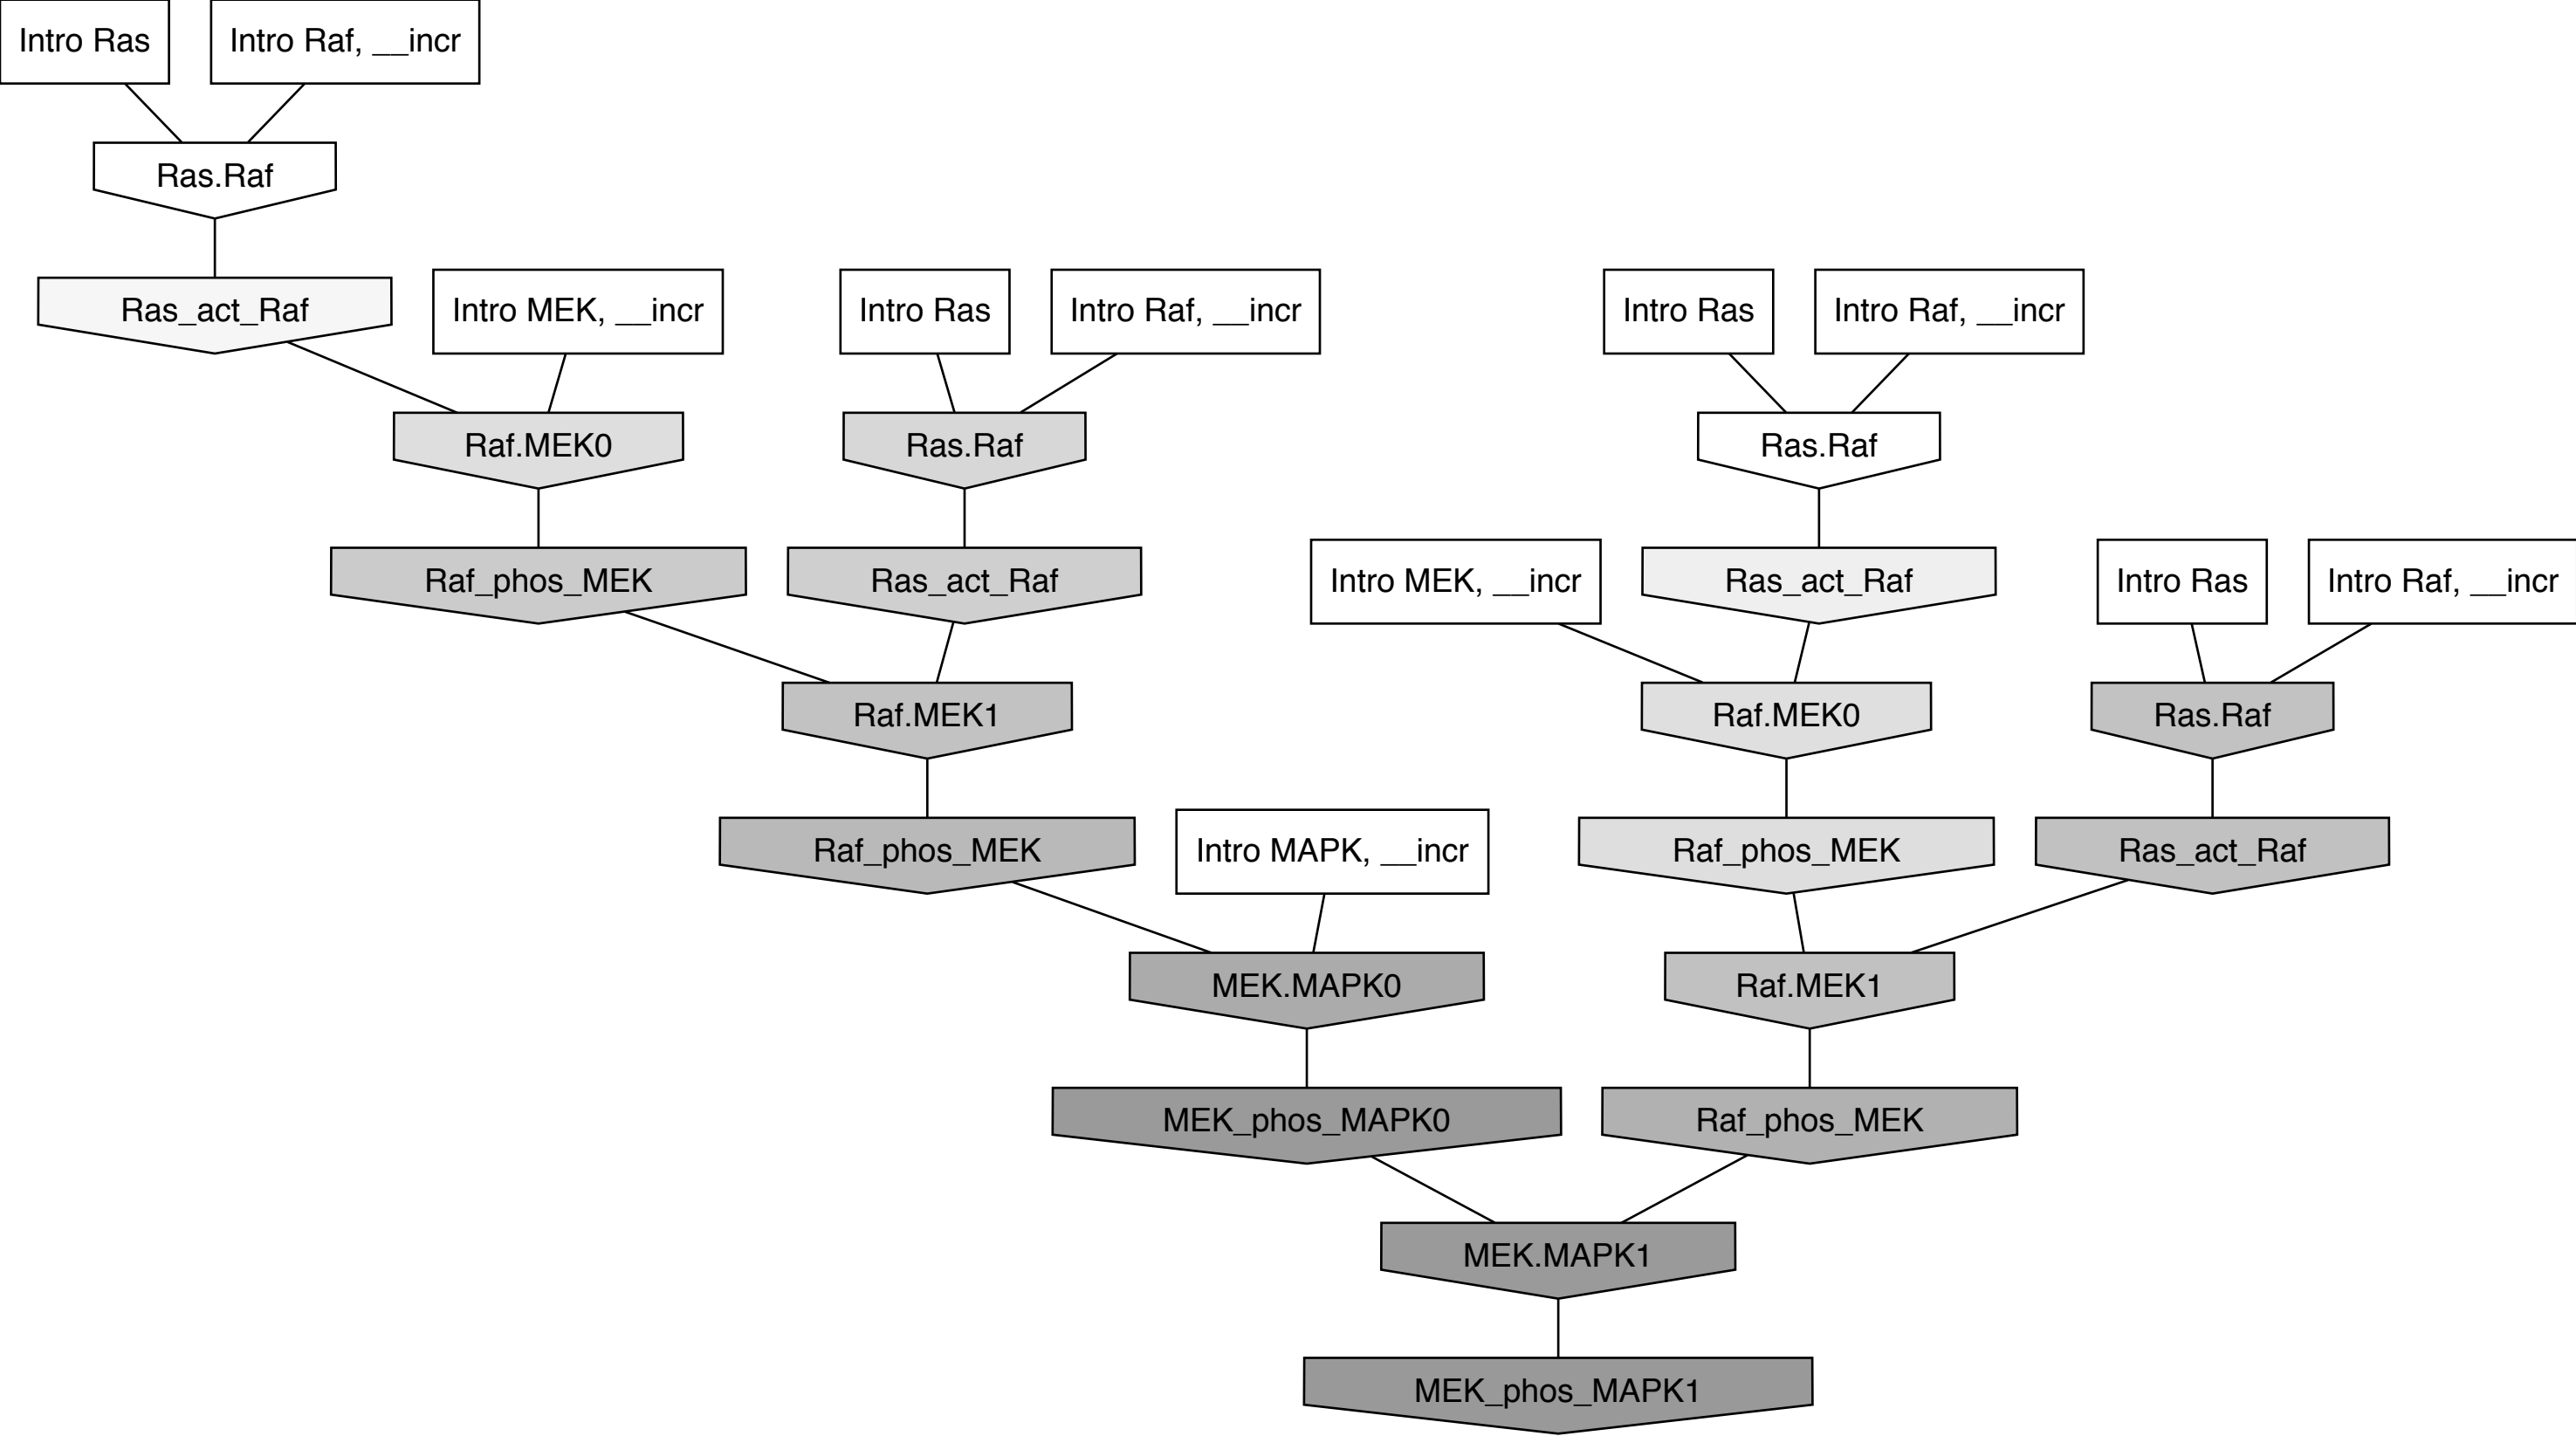 Intro Ras
Intro Raf, __incr
Ras.Raf
Ras_act_Raf
Intro MEK, __incr
Intro Ras
Intro Raf, __incr
Intro Ras
Intro Raf, __incr
Raf.MEK0
Ras.Raf
Ras.Raf
Raf_phos_MEK
Ras_act_Raf
Intro MEK, __incr
Ras_act_Raf
Intro Ras
Intro Raf, __incr
Raf.MEK1
Raf.MEK0
Ras.Raf
Raf_phos_MEK
Intro MAPK, __incr
Raf_phos_MEK
Ras_act_Raf
MEK.MAPK0
Raf.MEK1
MEK_phos_MAPK0
Raf_phos_MEK
MEK.MAPK1
MEK_phos_MAPK1